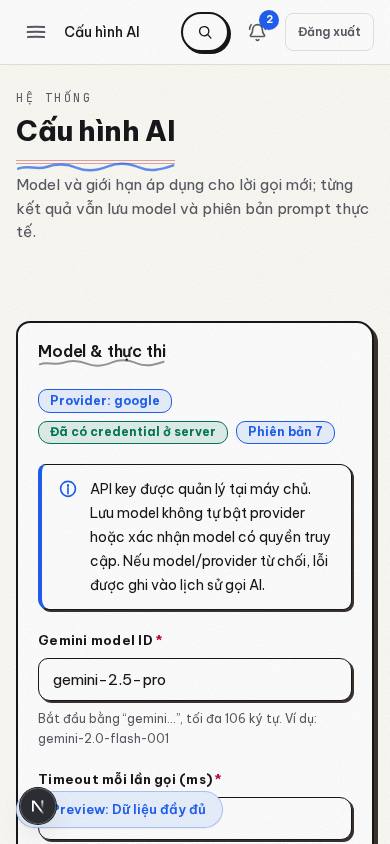 Cấu hình AI
2
Đăng xuất
HỆ THỐNG
Cấu hình AI
Model và giới hạn áp dụng cho lời gọi mới; từng
kết quả vẫn lưu model và phiên bản prompt thực
tế.
Model & thực thi
Provider: google
Đã có credential ở server
Phiên bản 7
API key được quản lý tại máy chủ.
Lưu model không tự bật provider
hoặc xác nhận model có quyền truy
cập. Nếu model/provider từ chối, lỗi
được ghi vào lịch sử gọi AI.
Gemini model ID *
gemini-2.5-pro
Bắt đầu bằng “gemini...”, tối đa 106 ký tự. Ví dụ:
gemini-2.0-flash-001
Timeout mỗi lần gọi (ms) *
N
Preview: Dữ liệu đầy đủ